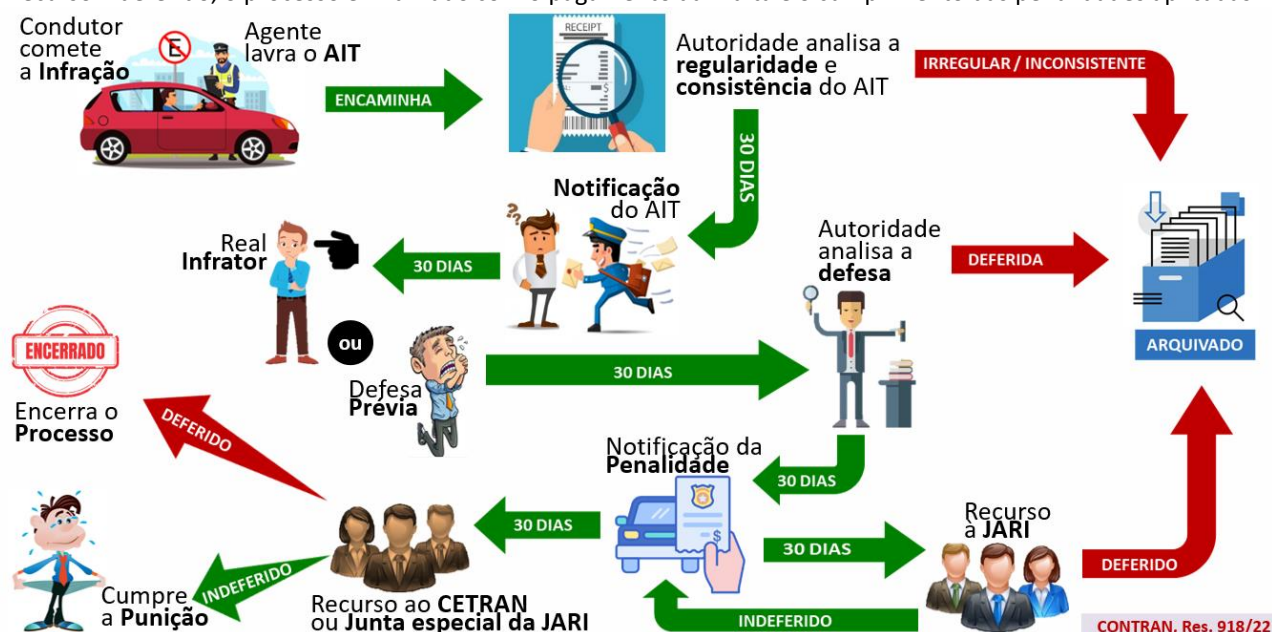 Condutor
comete
a Infração
E
Agente
lavra o AIT
ENCAMINHA
RECEIPT
Autoridade analisa a
regularidade e
consistência do AIT
IRREGULAR / INCONSISTENTE
30 DIAS
Notificação
do AIT
???
Real
Infrator
30 DIAS
Autoridade
analisa a
defesa
DEFERIDA
ARQUIVADO
ou
Defesa
Prévia
30 DIAS
ENCERRADO
Encerra o
Processo
DEFERIDO
Notificação da
Penalidade
30 DIAS
30 DIAS
30 DIAS
Recurso
à JARI
DEFERIDO
INDEFERIDO
INDEFERIDO
Cumpre
a Punição
Recurso ao CETRAN
ou Junta especial da JARI
CONTRAN. Res. 918/22